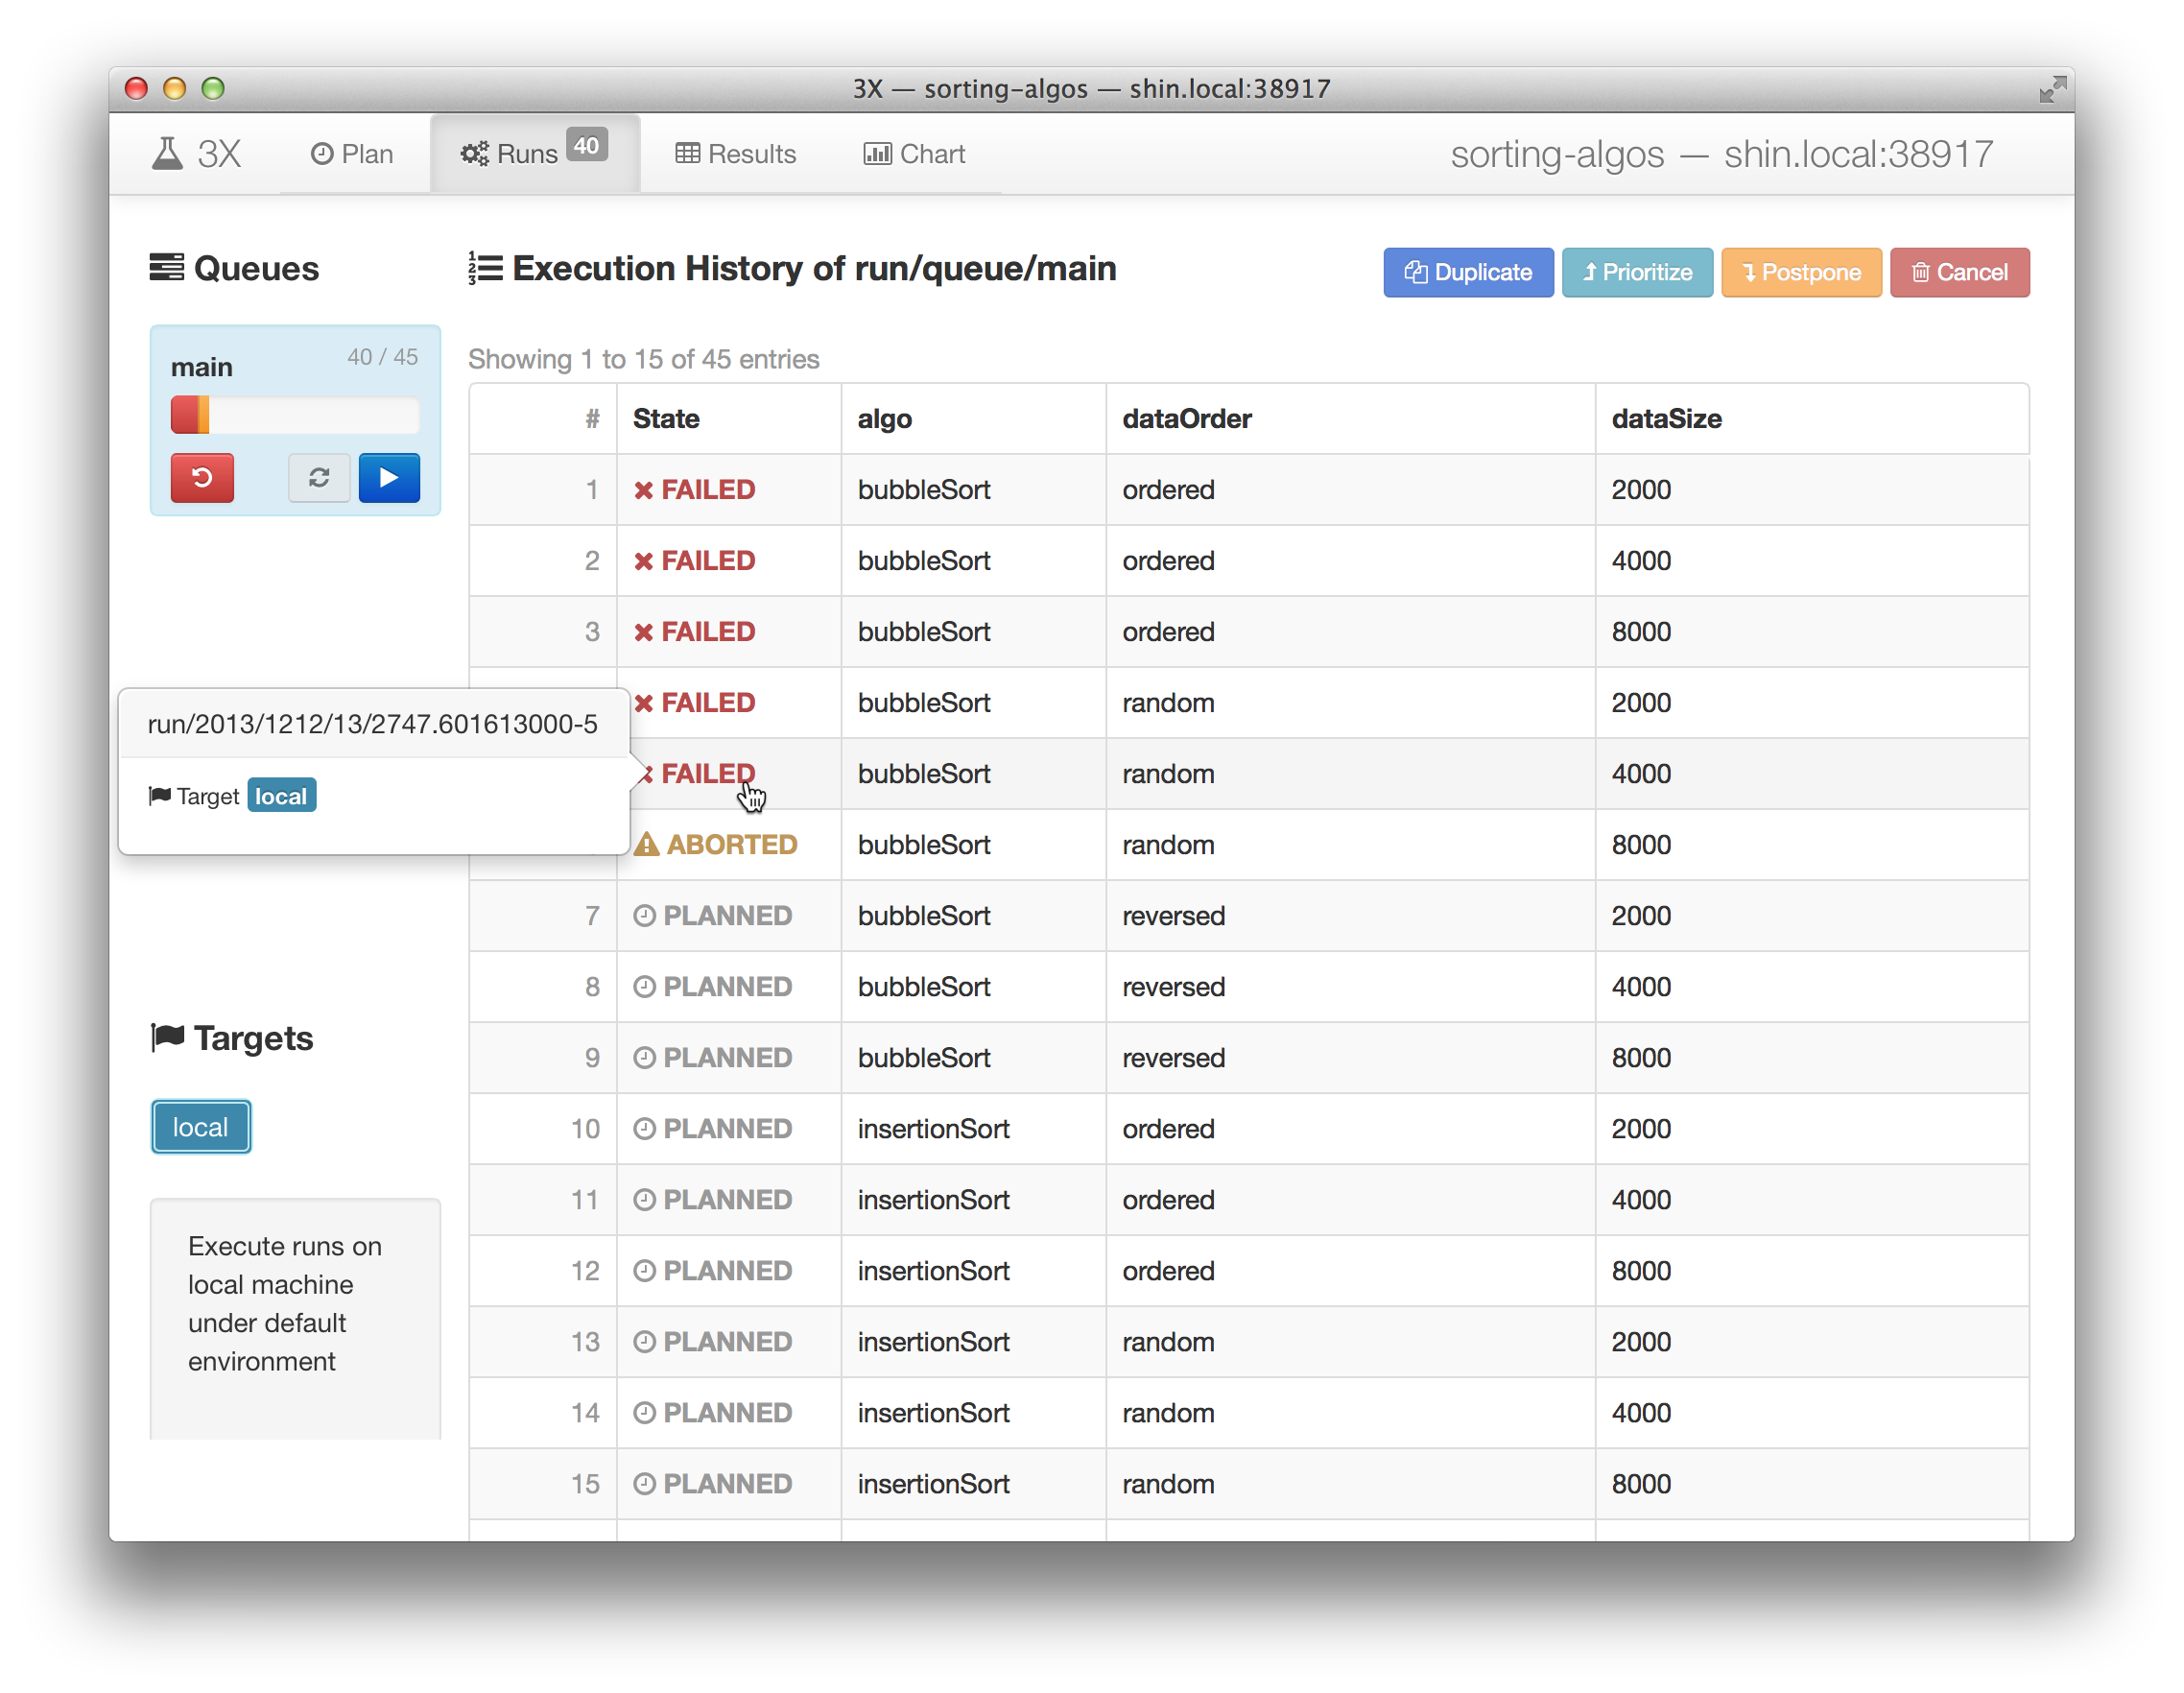 3X — sorting-algos — shin.local:38917
3X Plan Runs 40 Results Chart sorting-algos — shin.local:38917
Queues
main 40 / 45
Execution History of run/queue/main
Duplicate Prioritize Postpone Cancel
Showing 1 to 15 of 45 entries
# State algo dataOrder dataSize
1 FAILED bubbleSort ordered 2000
2 FAILED bubbleSort ordered 4000
3 FAILED bubbleSort ordered 8000
FAILED bubbleSort random 2000
FAILED bubbleSort random 4000
ABORTED bubbleSort random 8000
7 PLANNED bubbleSort reversed 2000
8 PLANNED bubbleSort reversed 4000
9 PLANNED bubbleSort reversed 8000
10 PLANNED insertionSort ordered 2000
11 PLANNED insertionSort ordered 4000
12 PLANNED insertionSort ordered 8000
13 PLANNED insertionSort random 2000
14 PLANNED insertionSort random 4000
15 PLANNED insertionSort random 8000
run/2013/1212/13/2747.601613000-5
Target local
Targets
local
Execute runs on
local machine
under default
environment